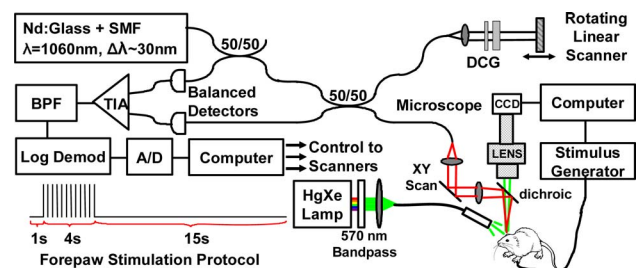 Nd:Glass + SMF
λ=1060nm, Δλ~30nm
50/50
50/50
DCG
Rotating
Linear
Scanner
BPF
TIA
Balanced
Detectors
Microscope
CCD
Computer
Log Demod
A/D
Computer
Control to
Scanners
LENS
Stimulus
Generator
XY
Scan
dichroic
HgXe
Lamp
570 nm
Bandpass
1s
4s
15s
Forepaw Stimulation Protocol